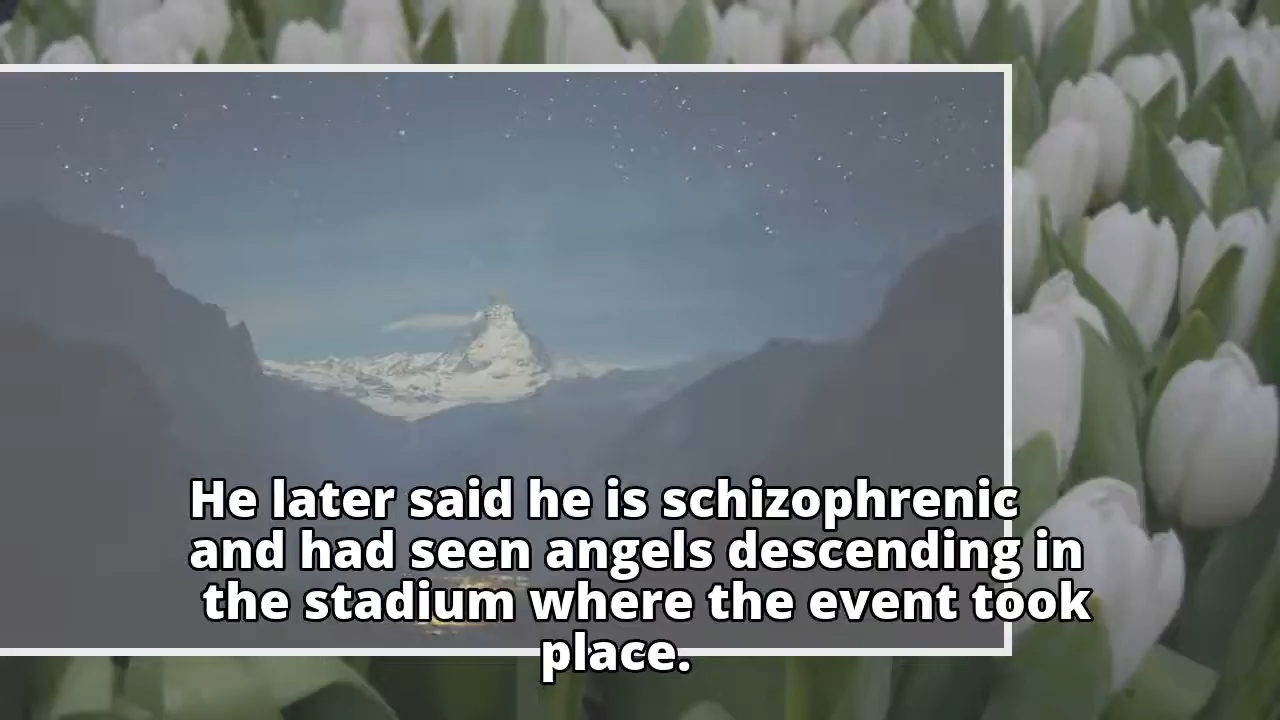 He later said he is schizophrenic
and had seen angels descending in
the stadium where the event took
place.